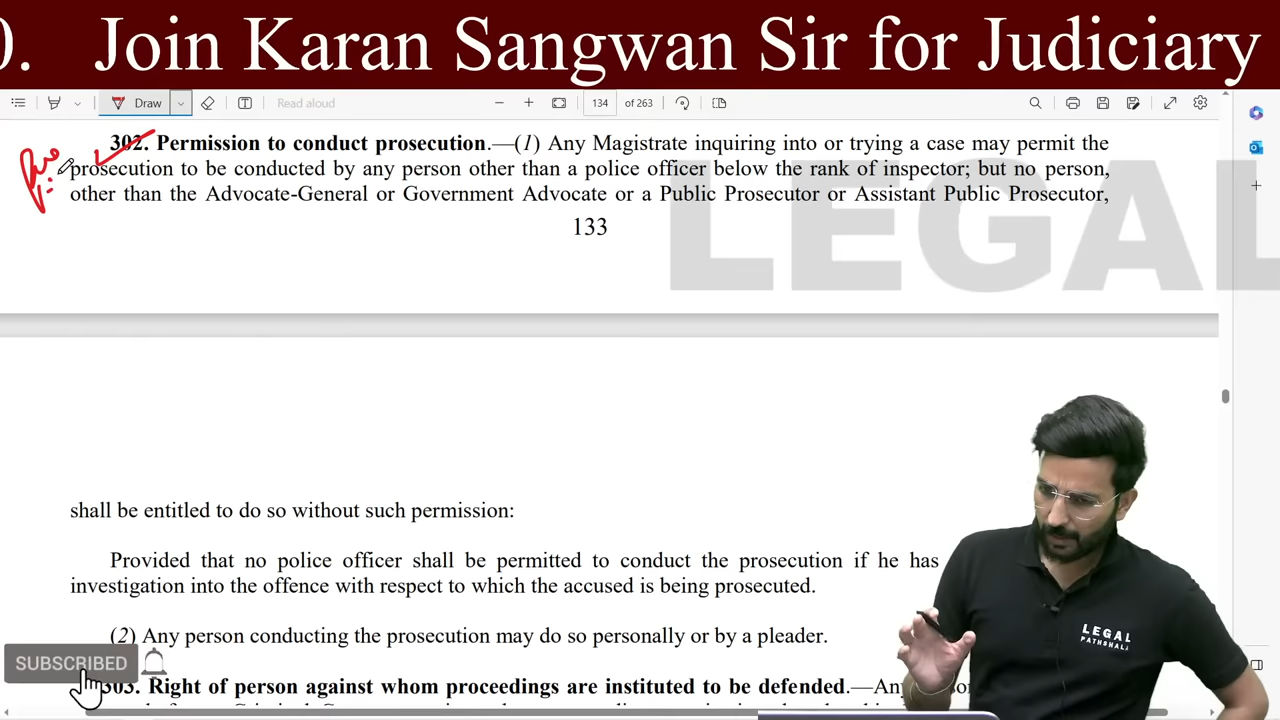 0. Join Karan Sangwan Sir for Judiciary
Draw
Read aloud
134 of 263
302. Permission to conduct prosecution.—(1) Any Magistrate inquiring into or trying a case may permit the
prosecution to be conducted by any person other than a police officer below the rank of inspector; but no person,
other than the Advocate-General or Government Advocate or a Public Prosecutor or Assistant Public Prosecutor,
133
LEGAL
shall be entitled to do so without such permission:
Provided that no police officer shall be permitted to conduct the prosecution if he has
investigation into the offence with respect to which the accused is being prosecuted.
(2) Any person conducting the prosecution may do so personally or by a pleader.
LEGAL
PATHSHALA
SUBSCRIBED
303. Right of person against whom proceedings are instituted to be defended.—Any